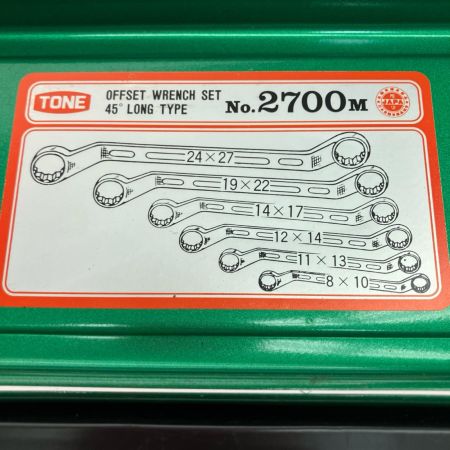 TONE
OFFSET WRENCH SET
45° LONG TYPE
No. 2700M
TAPA
24×27
19×22
14×17
12×14
11×13
8×10